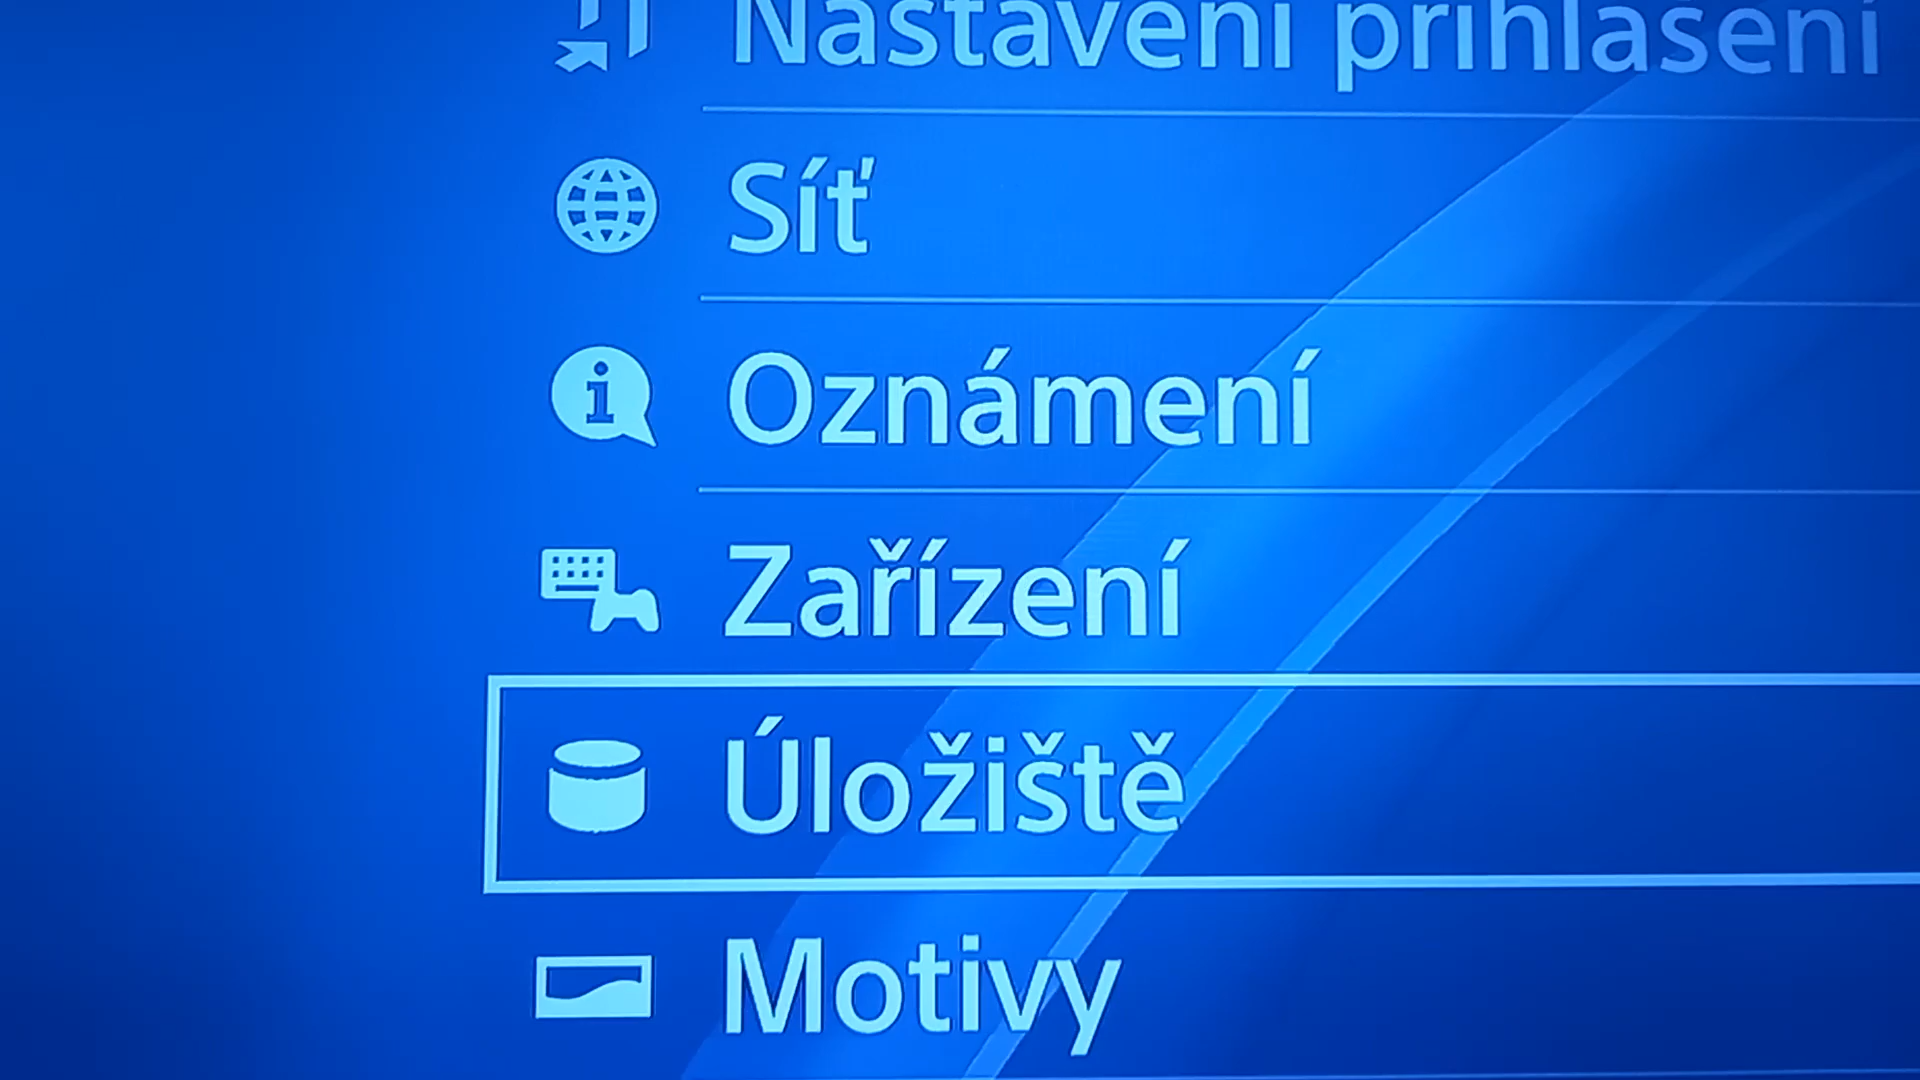 Nastavení přihlášení
Síť
Oznámení
Zařízení
Úložiště
Motivy